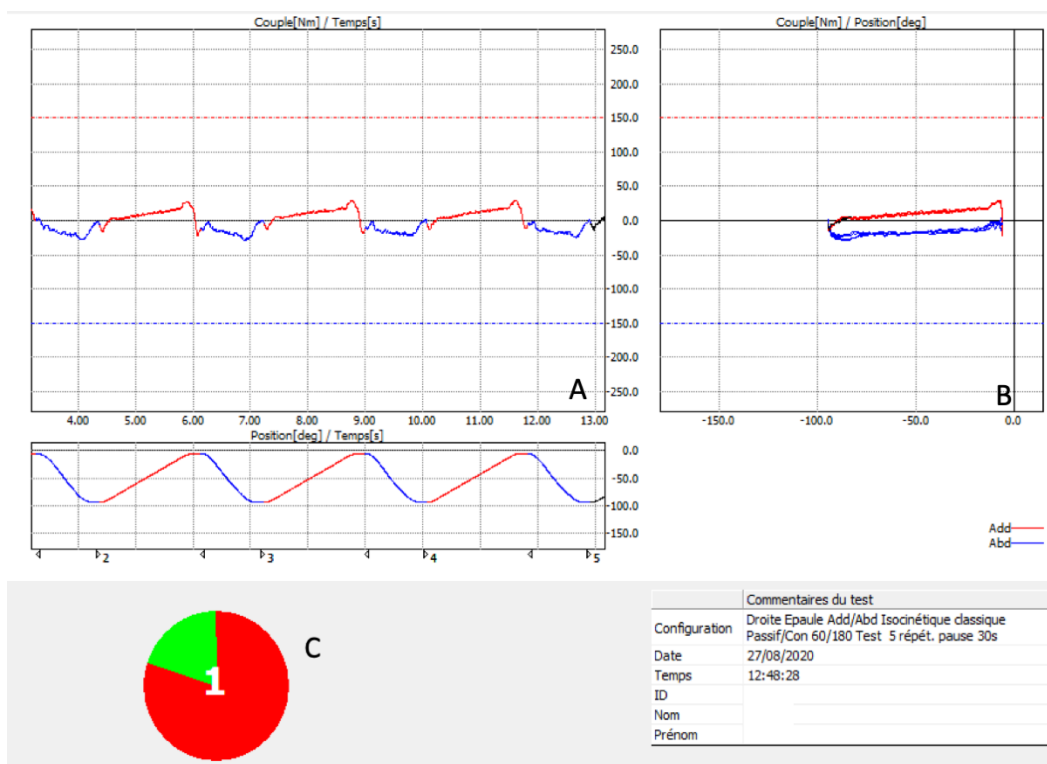 Couple[Nm] / Temps[s]
250.0
200.0
150.0
100.0
50.0
0.0
-50.0
-100.0
-150.0
-200.0
-250.0
A
4.00 5.00 6.00 7.00 8.00 9.00 10.00 11.00 12.00 13.00
Couple[Nm] / Position[deg]
B
-150.0 -100.0 -50.0 0.0
Position[deg] / Temps[s]
0.0
-50.0
-100.0
-150.0
2 3 4 5
Add
Abd
1
C
Commentaires du test
Configuration Droite Epaule Add/Abd Isocinétique classique
Passif/Con 60/180 Test 5 répét. pause 30s
Date 27/08/2020
Temps 12:48:28
ID
Nom
Prénom